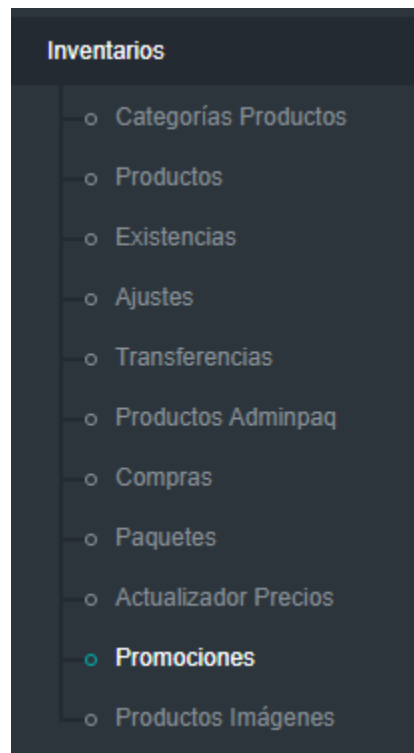 Inventarios
Categorías Productos
Productos
Existencias
Ajustes
Transferencias
Productos Adminpaq
Compras
Paquetes
Actualizador Precios
Promociones
Productos Imágenes